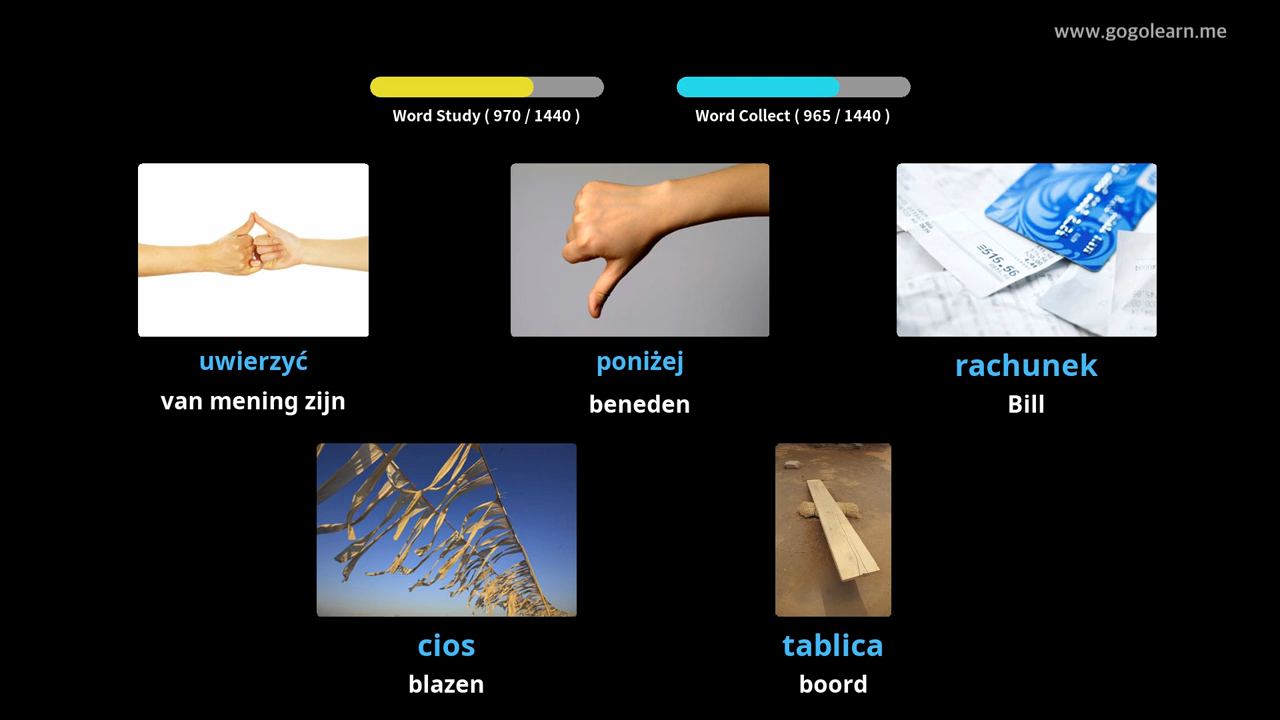 www.gogolearn.me
Word Study ( 970 / 1440 )
Word Collect ( 965 / 1440 )
uwierzyć
van mening zijn
poniżej
beneden
rachunek
Bill
cios
blazen
tablica
boord